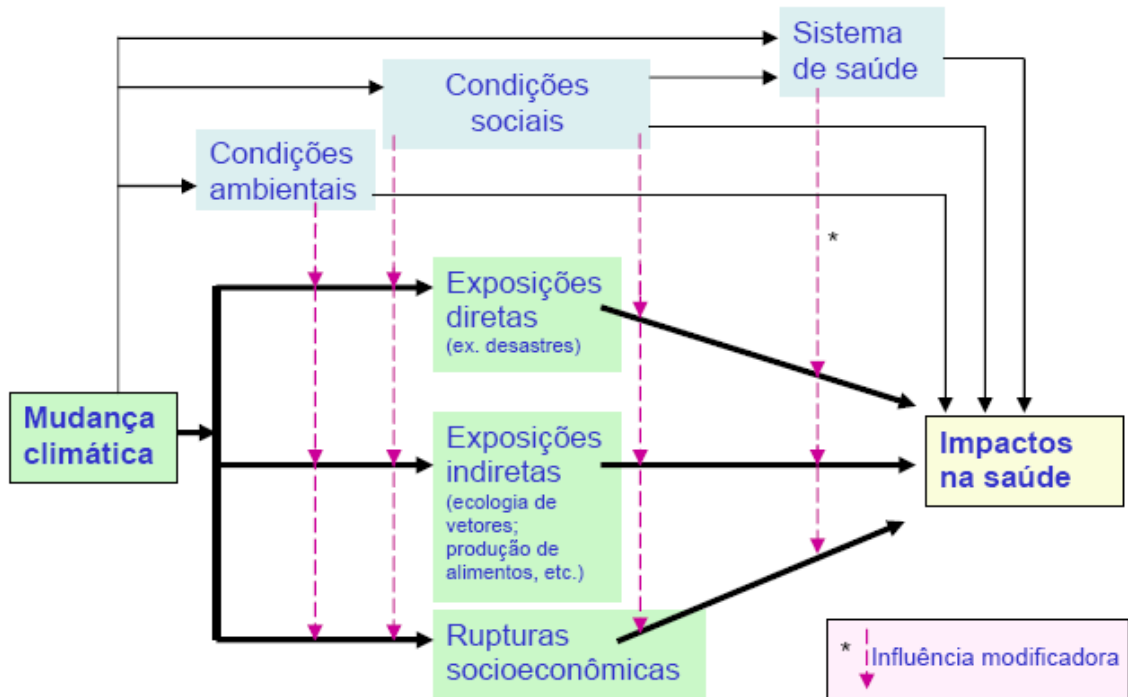 Sistema
de saúde
Condições
sociais
Condições
ambientais
*
Exposições
diretas
(ex. desastres)
Mudança
climática
Exposições
indiretas
(ecologia de
vetores;
produção de
alimentos, etc.)
Impactos
na saúde
Rupturas
socioeconômicas
* Influência modificadora